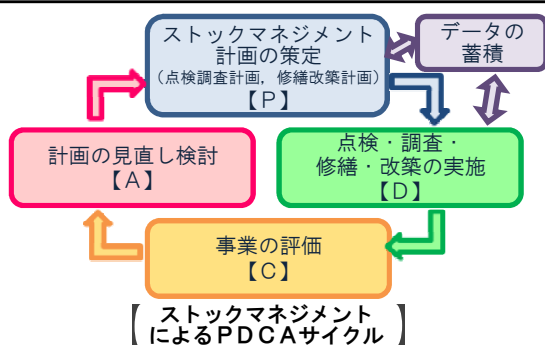 ストックマネジメント
計画の策定
(点検調査計画，修繕改築計画)
【P】
データの
蓄積
点検・調査・
修繕・改築の実施
【D】
事業の評価
【C】
計画の見直し検討
【A】
ストックマネジメント
によるPDCAサイクル